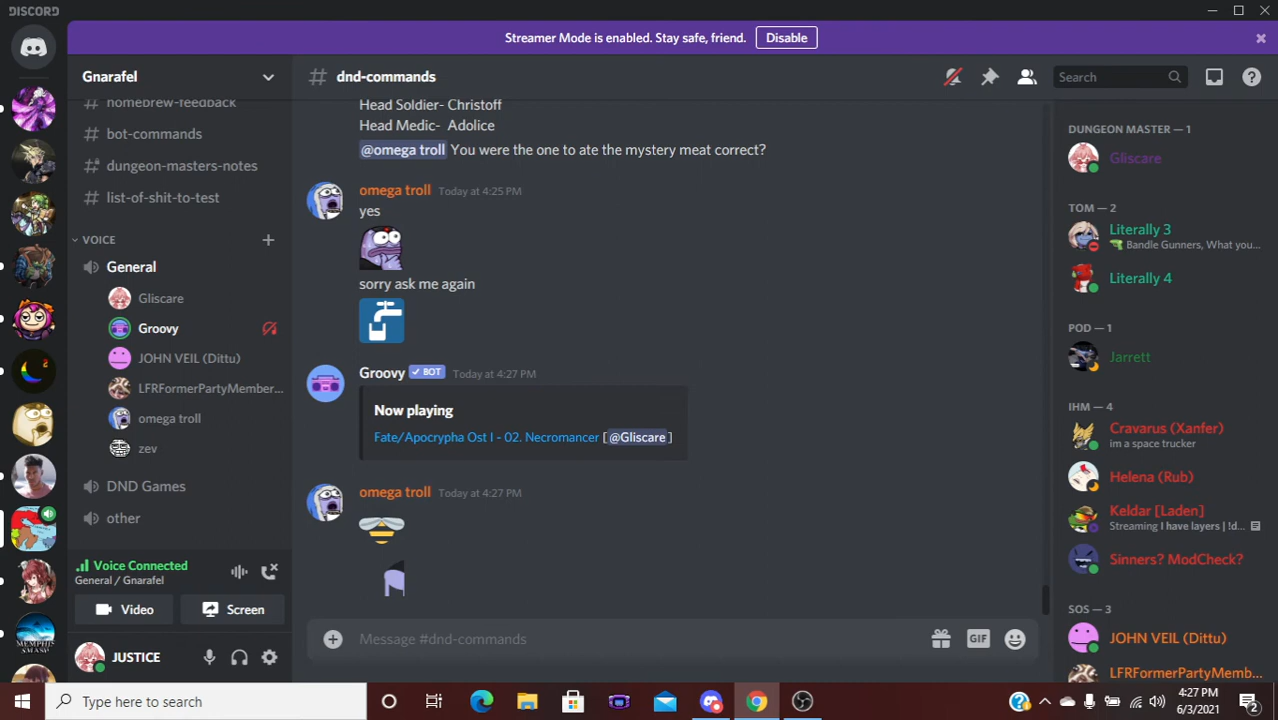 DISCORD
Streamer Mode is enabled. Stay safe, friend. Disable
Gnarafel
homebrew-feedback
bot-commands
dungeon-masters-notes
list-of-shit-to-test
VOICE
General
Gliscare
Groovy
JOHN VEIL (Dittu)
LFRFormerPartyMember...
omega troll
zev
DND Games
other
Voice Connected
General / Gnarafel
Video
Screen
JUSTICE
# dnd-commands
Search
Head Soldier- Christoff
Head Medic- Adolice
@omega troll You were the one to ate the mystery meat correct?
omega troll Today at 4:25 PM
yes
sorry ask me again
Groovy BOT Today at 4:27 PM
Now playing
Fate/Apocrypha Ost I - 02. Necromancer [@Gliscare]
omega troll Today at 4:27 PM
Message #dnd-commands
GIF
DUNGEON MASTER — 1
Gliscare
TOM — 2
Literally 3
Bandle Gunners, What you...
Literally 4
POD — 1
Jarrett
IHM — 4
Cravarus (Xanfer)
im a space trucker
Helena (Rub)
Keldar [Laden]
Streaming I have layers | !d...
Sinners? ModCheck?
SOS — 3
JOHN VEIL (Dittu)
LFRFormerPartyMemb...
Type here to search
4:27 PM
6/3/2021
2